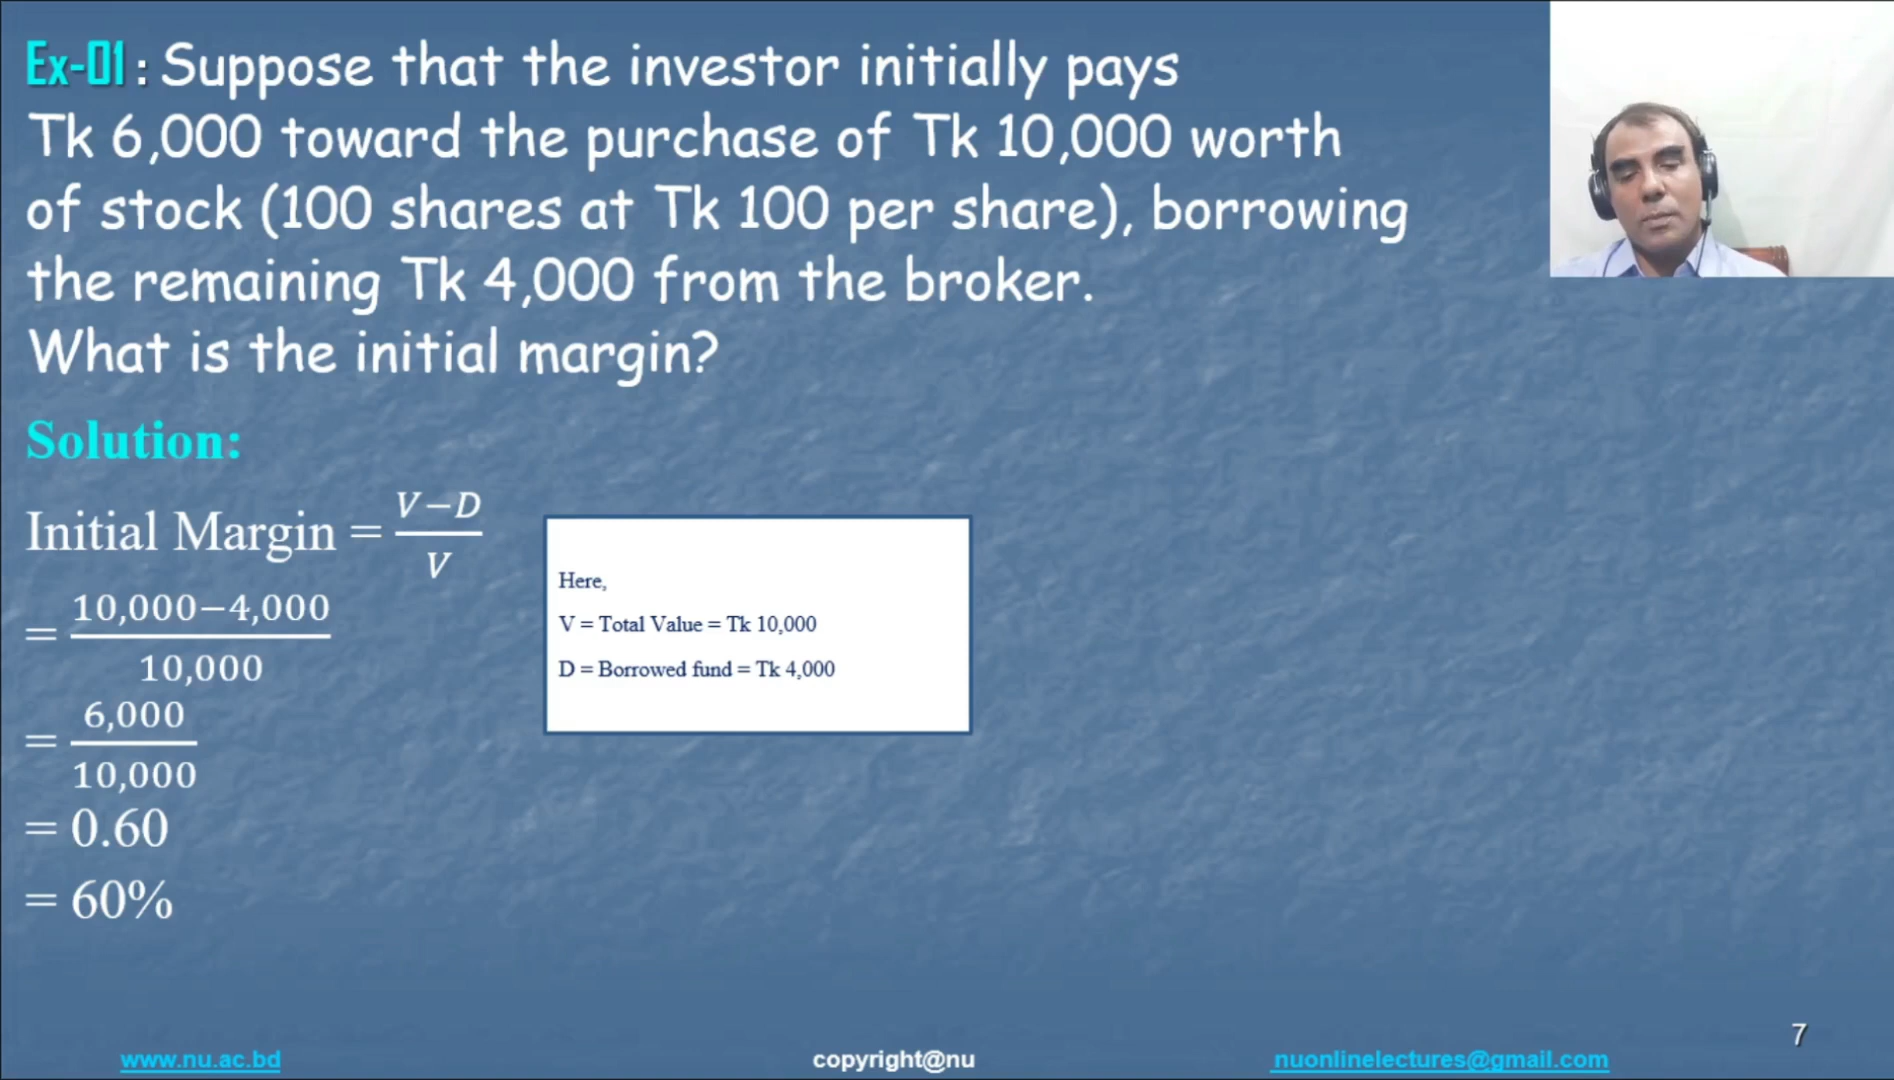 Ex-01 : Suppose that the investor initially pays
Tk 6,000 toward the purchase of Tk 10,000 worth
of stock (100 shares at Tk 100 per share), borrowing
the remaining Tk 4,000 from the broker.
What is the initial margin?
Solution:
Initial Margin = \frac{V-D}{V}
= \frac{10,000-4,000}{10,000}
= \frac{6,000}{10,000}
= 0.60
= 60%
Here,
V = Total Value = Tk 10,000
D = Borrowed fund = Tk 4,000
7
www.nu.ac.bd copyright@nu nuonlinelectures@gmail.com